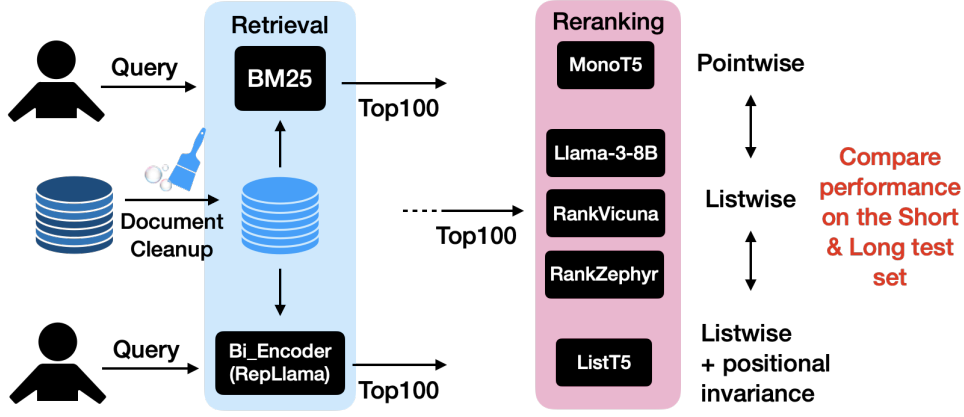 Retrieval
Reranking
Query
BM25
Top100
MonoT5
Pointwise
Llama-3-8B
Document
Cleanup
Top100
RankVicuna
Listwise
Compare
performance
on the Short
& Long test
set
RankZephyr
Query
Bi_Encoder
(RepLlama)
Top100
ListT5
Listwise
+ positional
invariance